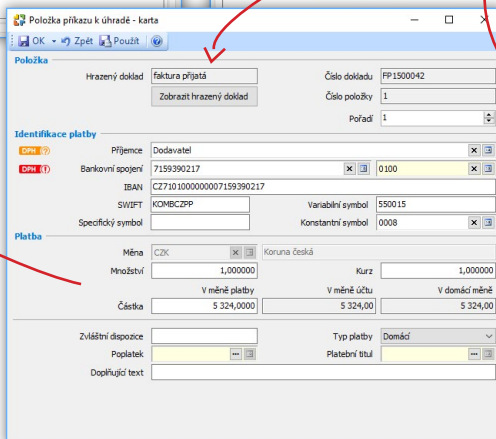 Položka příkazu k úhradě - karta
OK Zpět Použít
Položka
Hrazený doklad faktura přijatá Číslo dokladu FP1500042
Zobrazit hrazený doklad Číslo položky 1
Pořadí 1
Identifikace platby
DPH (?) Příjemce Dodavatel
DPH (!) Bankovní spojení 7159390217 0100
IBAN CZ7101000000007159390217
SWIFT KOMBCZPP Variabilní symbol 550015
Specifický symbol Konstantní symbol 0008
Platba
Měna CZK Koruna česká
Množství 1,000000 Kurz 1,000000
V měně platby V měně účtu V domácí měně
Částka 5 324,0000 5 324,00 5 324,00
Zvláštní dispozice Typ platby Domácí
Poplatek Platební titul
Doplňující text